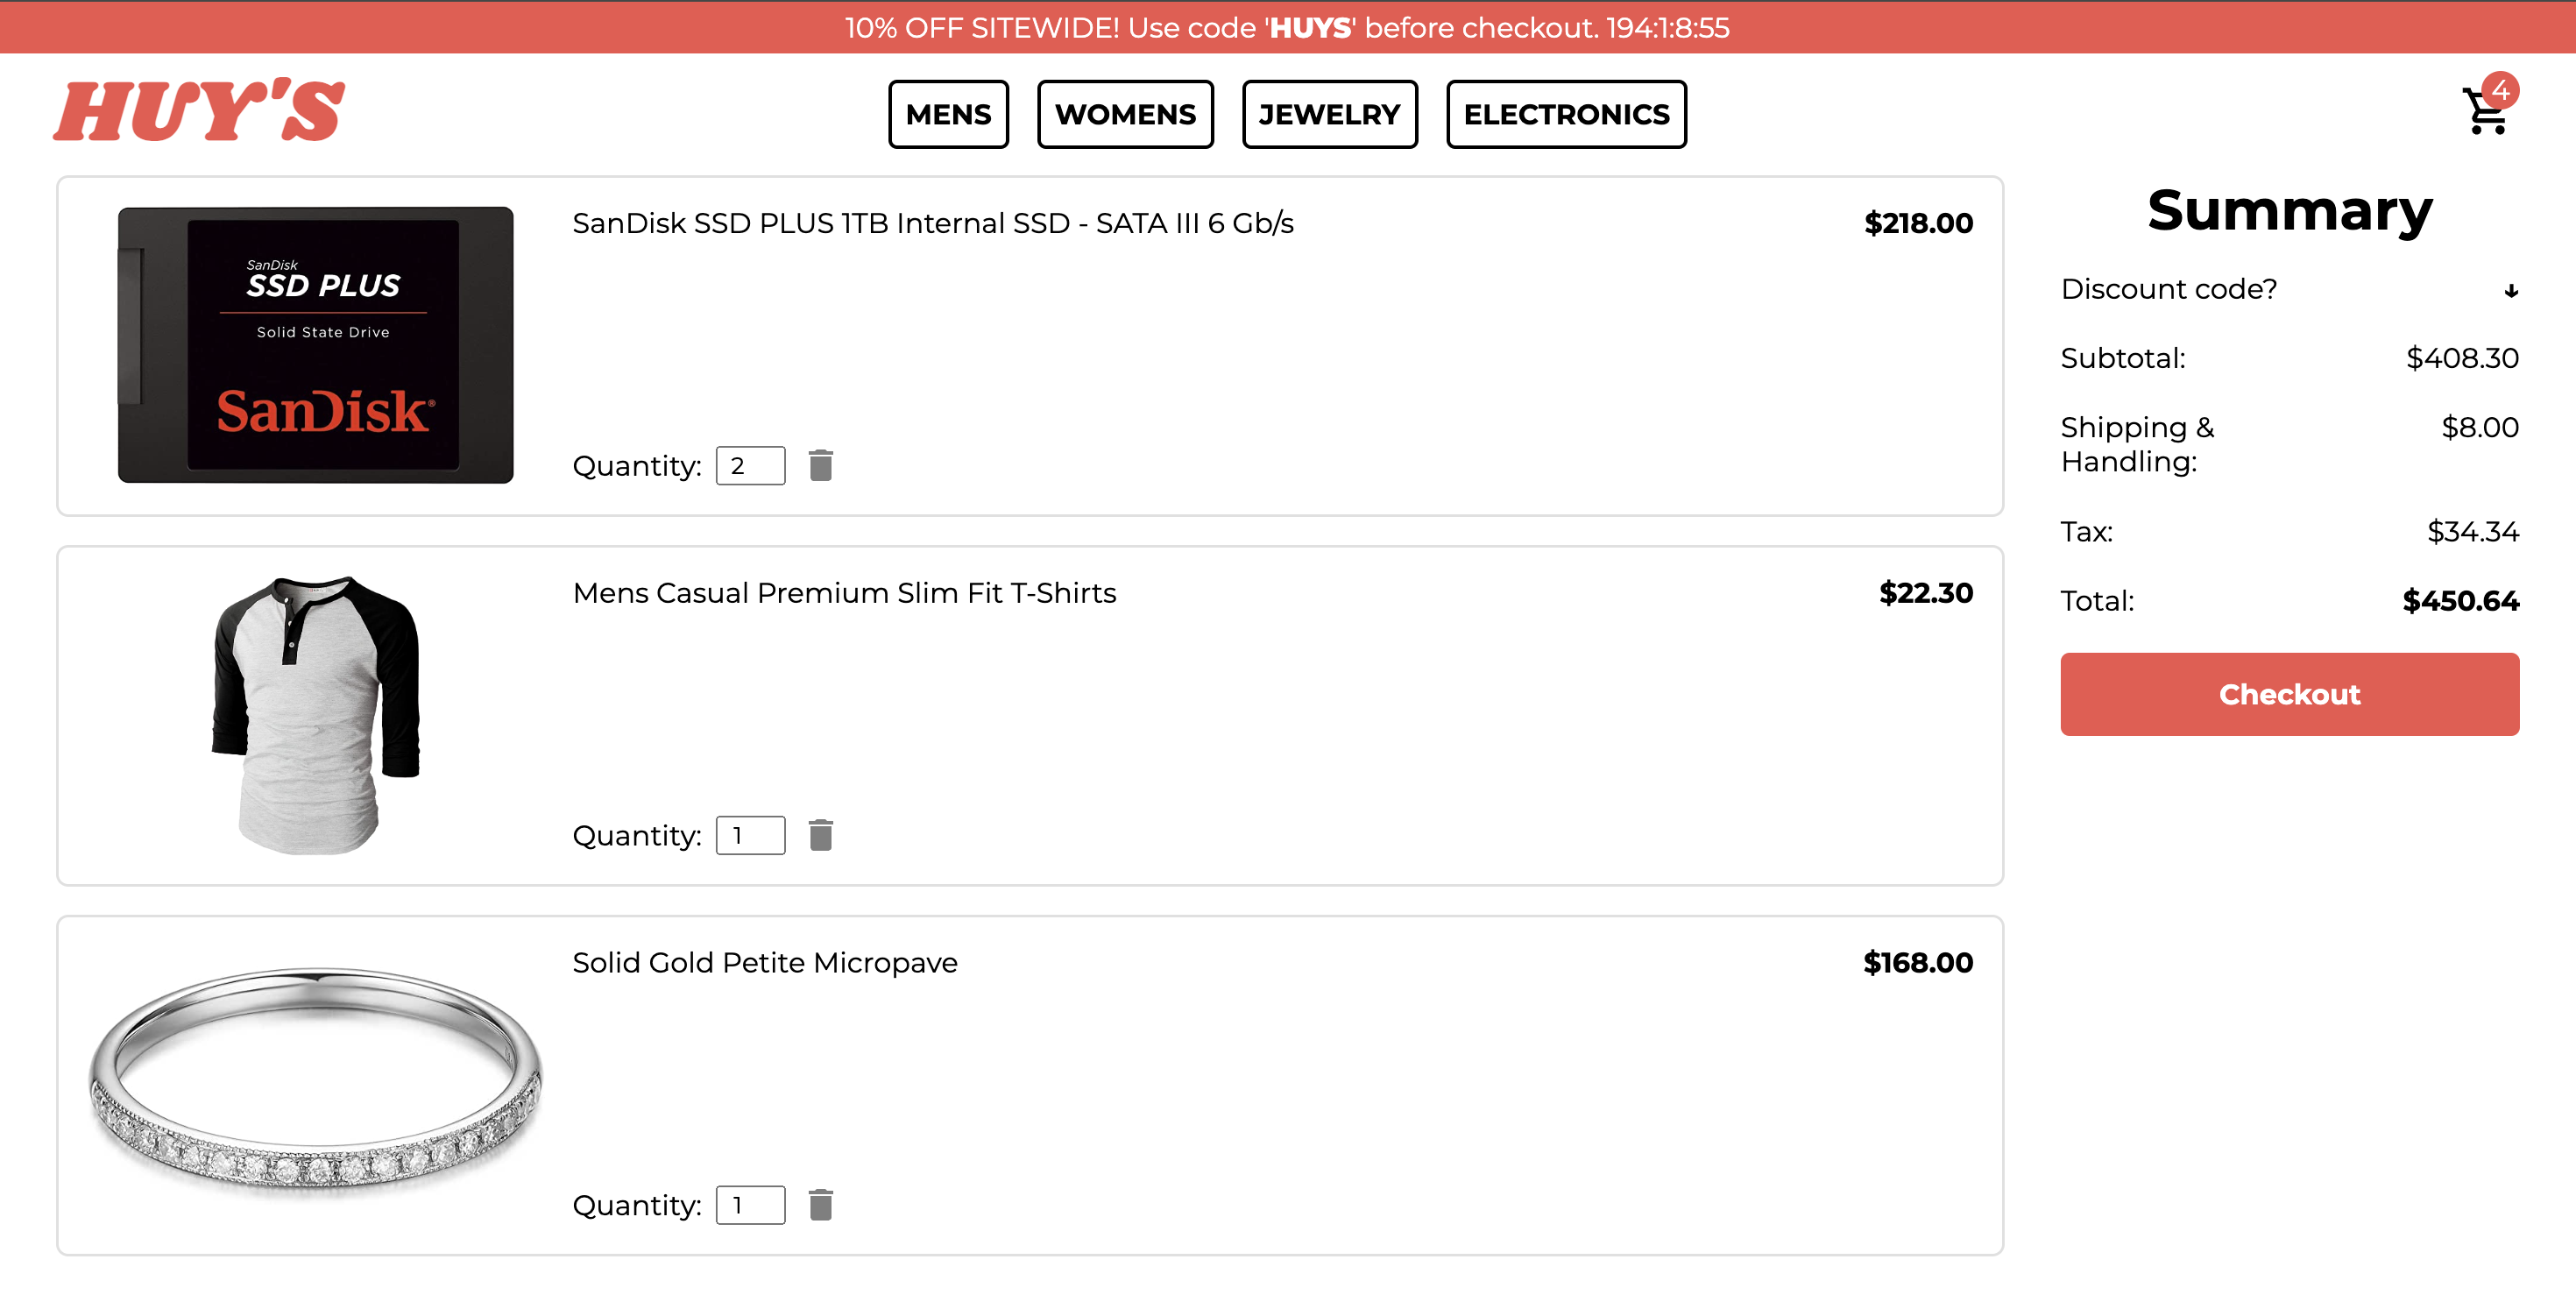 10% OFF SITEWIDE! Use code 'HUYS' before checkout. 194:1:8:55
HUY'S
MENS WOMENS JEWELRY ELECTRONICS
4
SanDisk
SSD PLUS
Solid State Drive
SanDisk®
SanDisk SSD PLUS 1TB Internal SSD - SATA III 6 Gb/s $218.00
Quantity: 2
Mens Casual Premium Slim Fit T-Shirts $22.30
Quantity: 1
Solid Gold Petite Micropave $168.00
Quantity: 1
Summary
Discount code? ↓
Subtotal: $408.30
Shipping & $8.00
Handling:
Tax: $34.34
Total: $450.64
Checkout